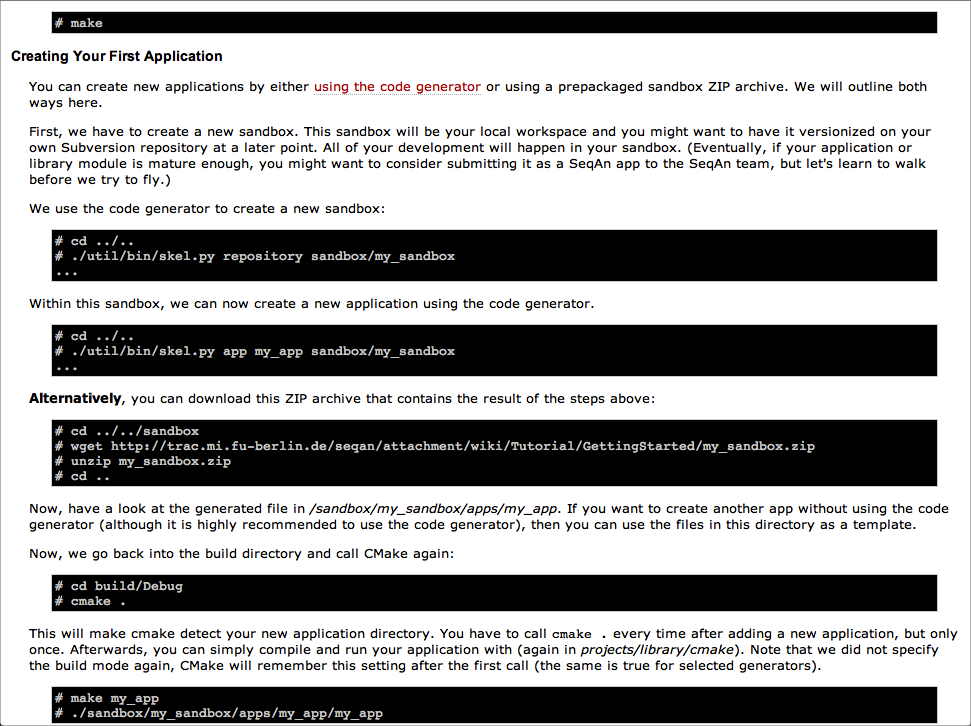 # make
Creating Your First Application
You can create new applications by either using the code generator or using a prepackaged sandbox ZIP archive. We will outline both
ways here.
First, we have to create a new sandbox. This sandbox will be your local workspace and you might want to have it versionized on your
own Subversion repository at a later point. All of your development will happen in your sandbox. (Eventually, if your application or
library module is mature enough, you might want to consider submitting it as a SeqAn app to the SeqAn team, but let's learn to walk
before we try to fly.)
We use the code generator to create a new sandbox:
# cd ../..
# ./util/bin/skel.py repository sandbox/my_sandbox
...
Within this sandbox, we can now create a new application using the code generator.
# cd ../..
# ./util/bin/skel.py app my_app sandbox/my_sandbox
...
Alternatively, you can download this ZIP archive that contains the result of the steps above:
# cd ../../sandbox
# wget http://trac.mi.fu-berlin.de/seqan/attachment/wiki/Tutorial/GettingStarted/my_sandbox.zip
# unzip my_sandbox.zip
# cd ..
Now, have a look at the generated file in /sandbox/my_sandbox/apps/my_app. If you want to create another app without using the code
generator (although it is highly recommended to use the code generator), then you can use the files in this directory as a template.
Now, we go back into the build directory and call CMake again:
# cd build/Debug
# cmake .
This will make cmake detect your new application directory. You have to call cmake . every time after adding a new application, but only
once. Afterwards, you can simply compile and run your application with (again in projects/library/cmake). Note that we did not specify
the build mode again, CMake will remember this setting after the first call (the same is true for selected generators).
# make my_app
# ./sandbox/my_sandbox/apps/my_app/my_app